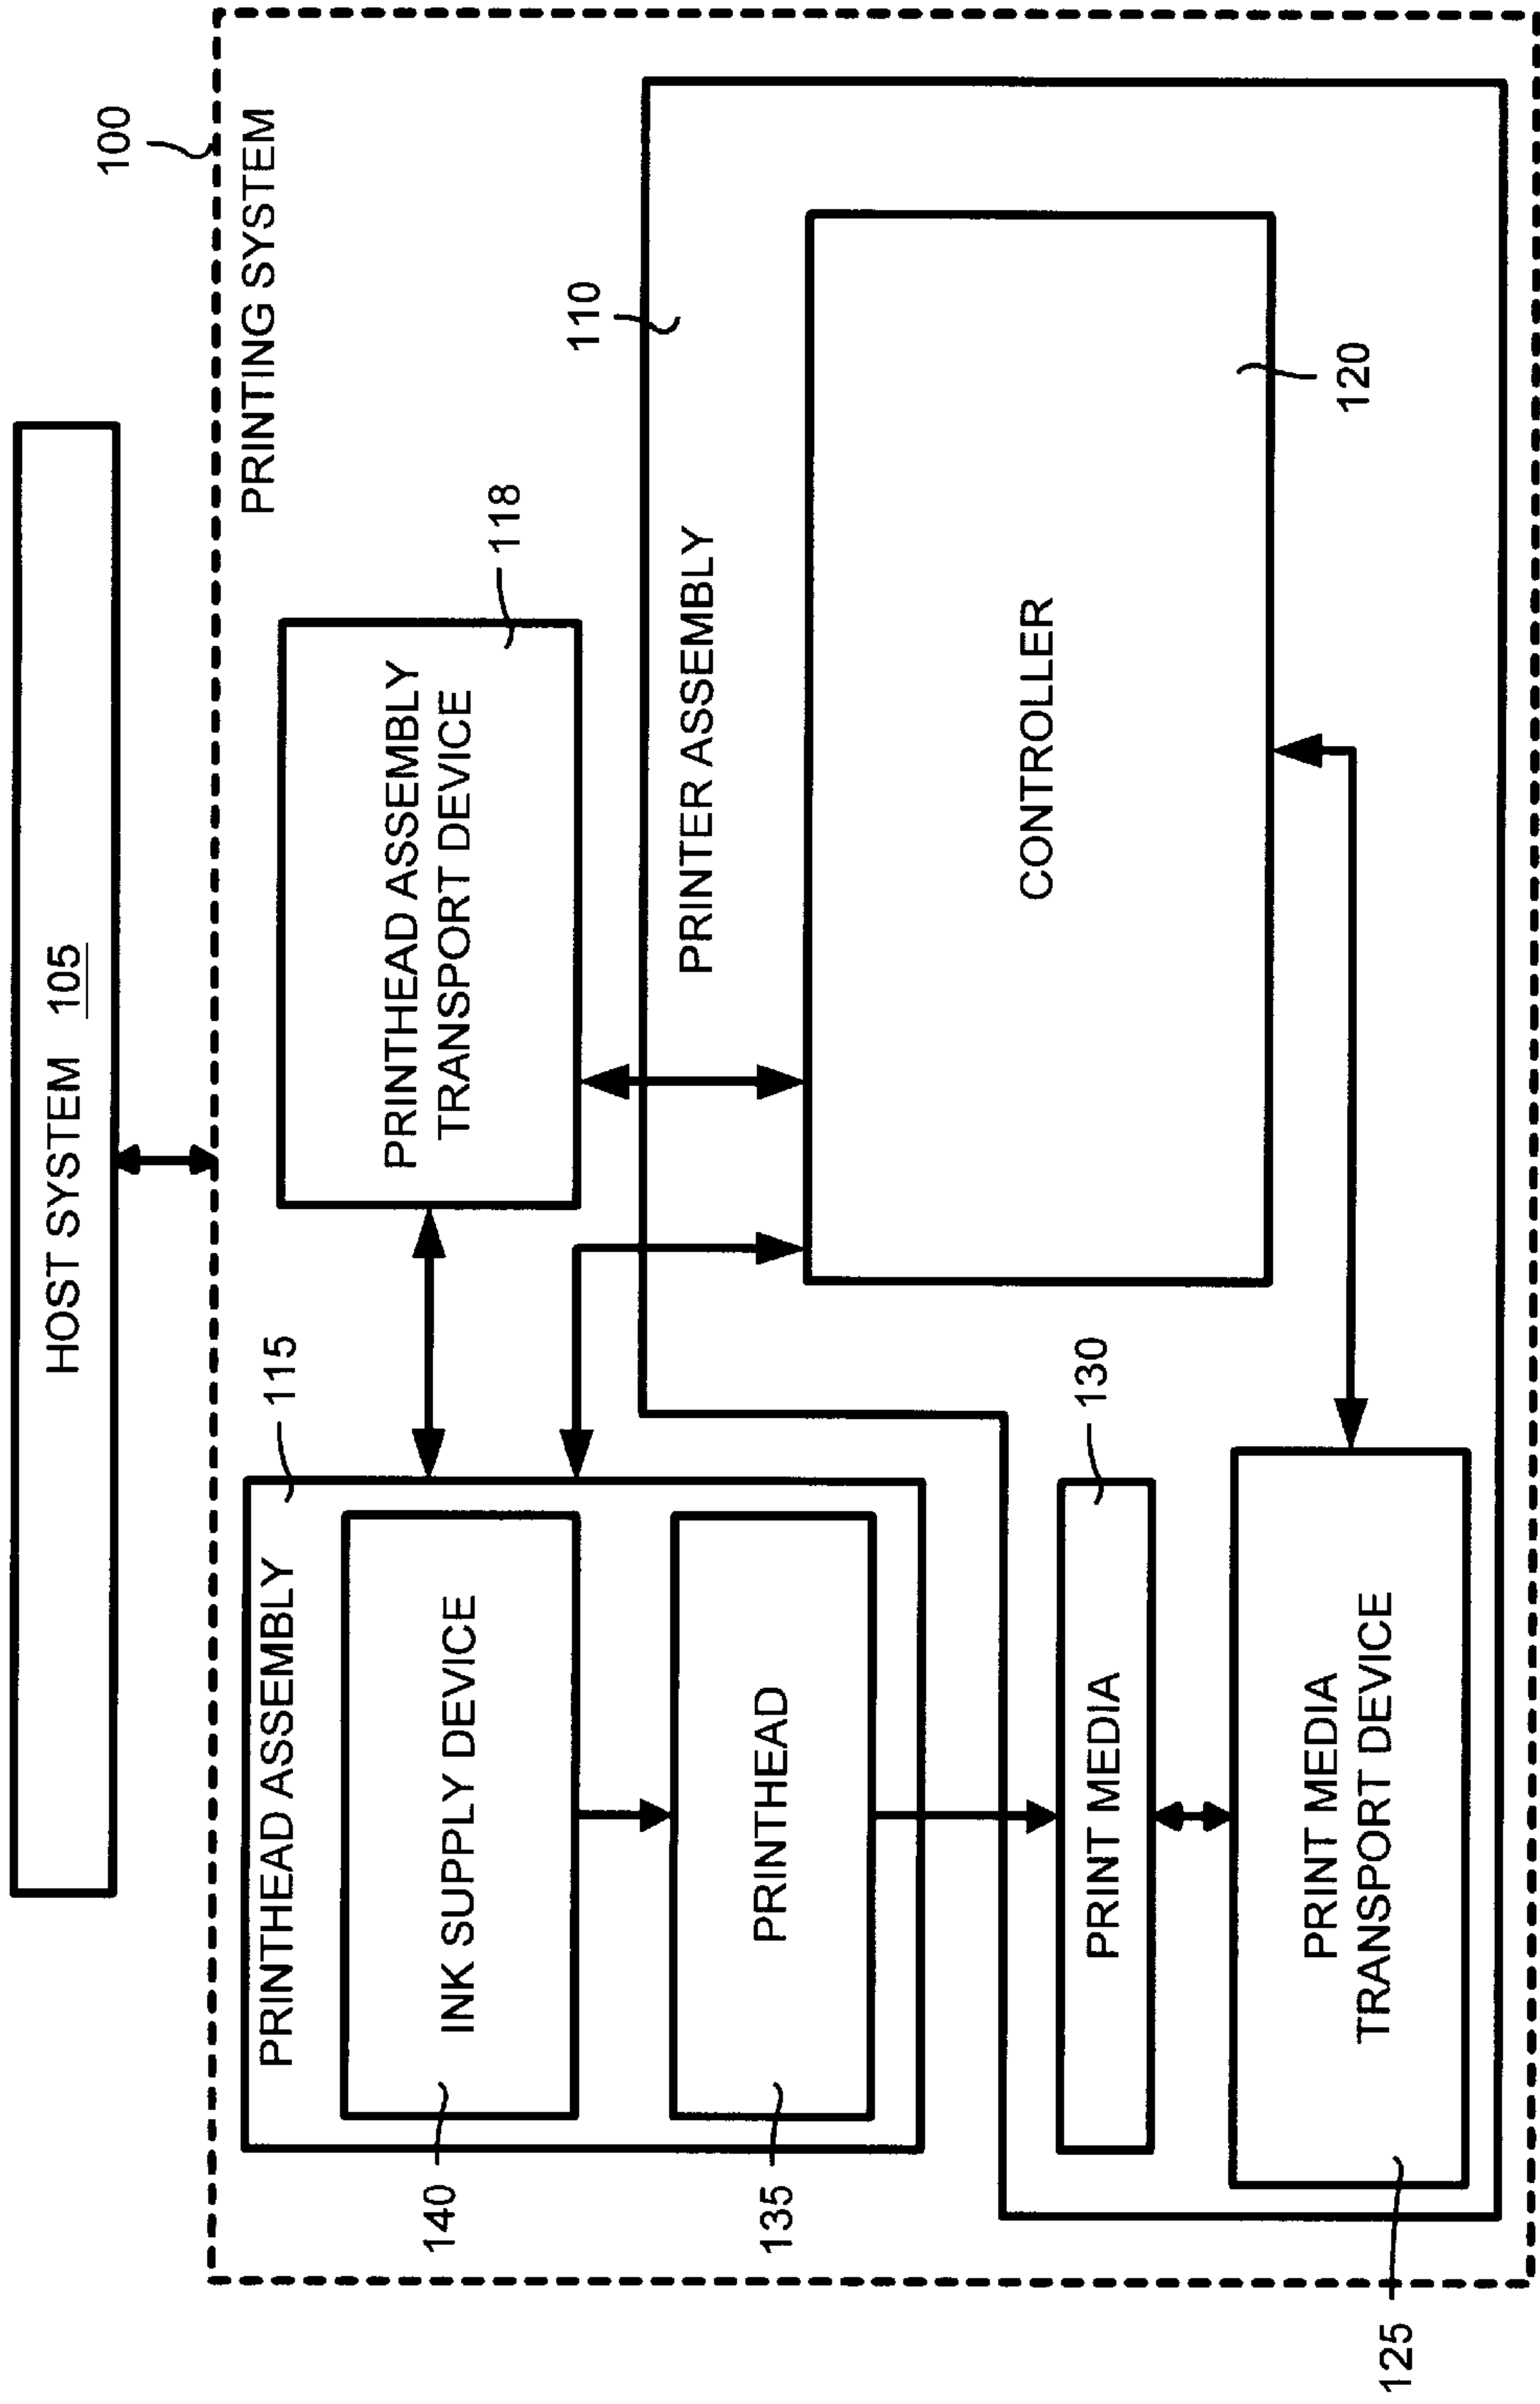 HOST SYSTEM 105
100
PRINTING SYSTEM
PRINTHEAD ASSEMBLY
115
118
PRINTHEAD ASSEMBLY
TRANSPORT DEVICE
140
INK SUPPLY DEVICE
110
PRINTER ASSEMBLY
135
PRINTHEAD
CONTROLLER
120
130
PRINT MEDIA
PRINT MEDIA
TRANSPORT DEVICE
125